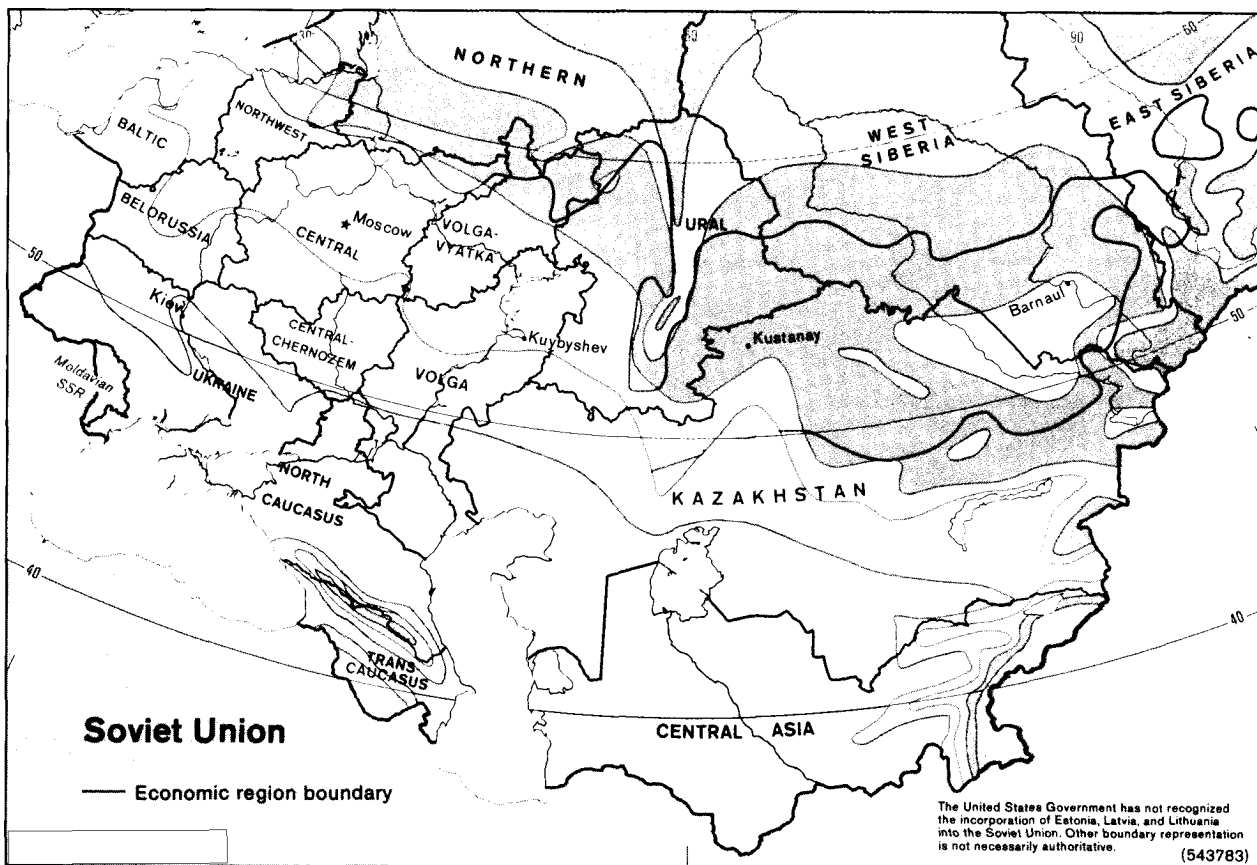 30
60
90
60
NORTHERN
EAST SIBERIA
WEST
SIBERIA
BALTIC
NORTHWEST
BELORUSSIA
Moscow
CENTRAL
VOLGA-
VYATKA
URAL
50
Kiev
CENTRAL-
CHERNOZEM
Kuybyshev
Kustanay
Barnaul
50
Moldavian
SSR
UKRAINE
VOLGA
NORTH
CAUCASUS
KAZAKHSTAN
40
40
TRANS
CAUCASUS
CENTRAL ASIA
Soviet Union
Economic region boundary
The United States Government has not recognized
the incorporation of Estonia, Latvia, and Lithuania
into the Soviet Union. Other boundary representation
is not necessarily authoritative.
(543783)